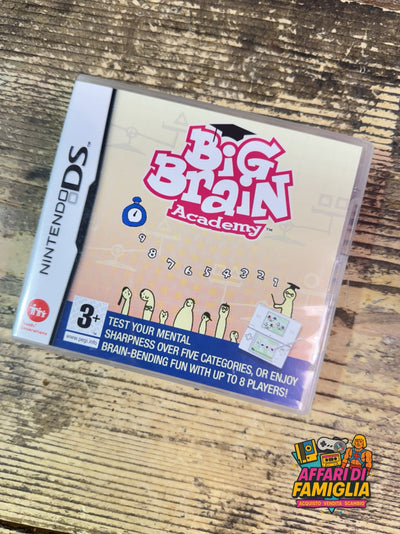 NINTENDO DS™
BiG
BraiN
Academy™
9
8 7 6 5 4 3 2 1
3+
www.pegi.info
TEST YOUR MENTAL
SHARPNESS OVER FIVE CATEGORIES, OR ENJOY
BRAIN-BENDING FUN WITH UP TO 8 PLAYERS!
AFFARI DI
FAMIGLIA
ACQUISTO VENDITA SCAMBIO